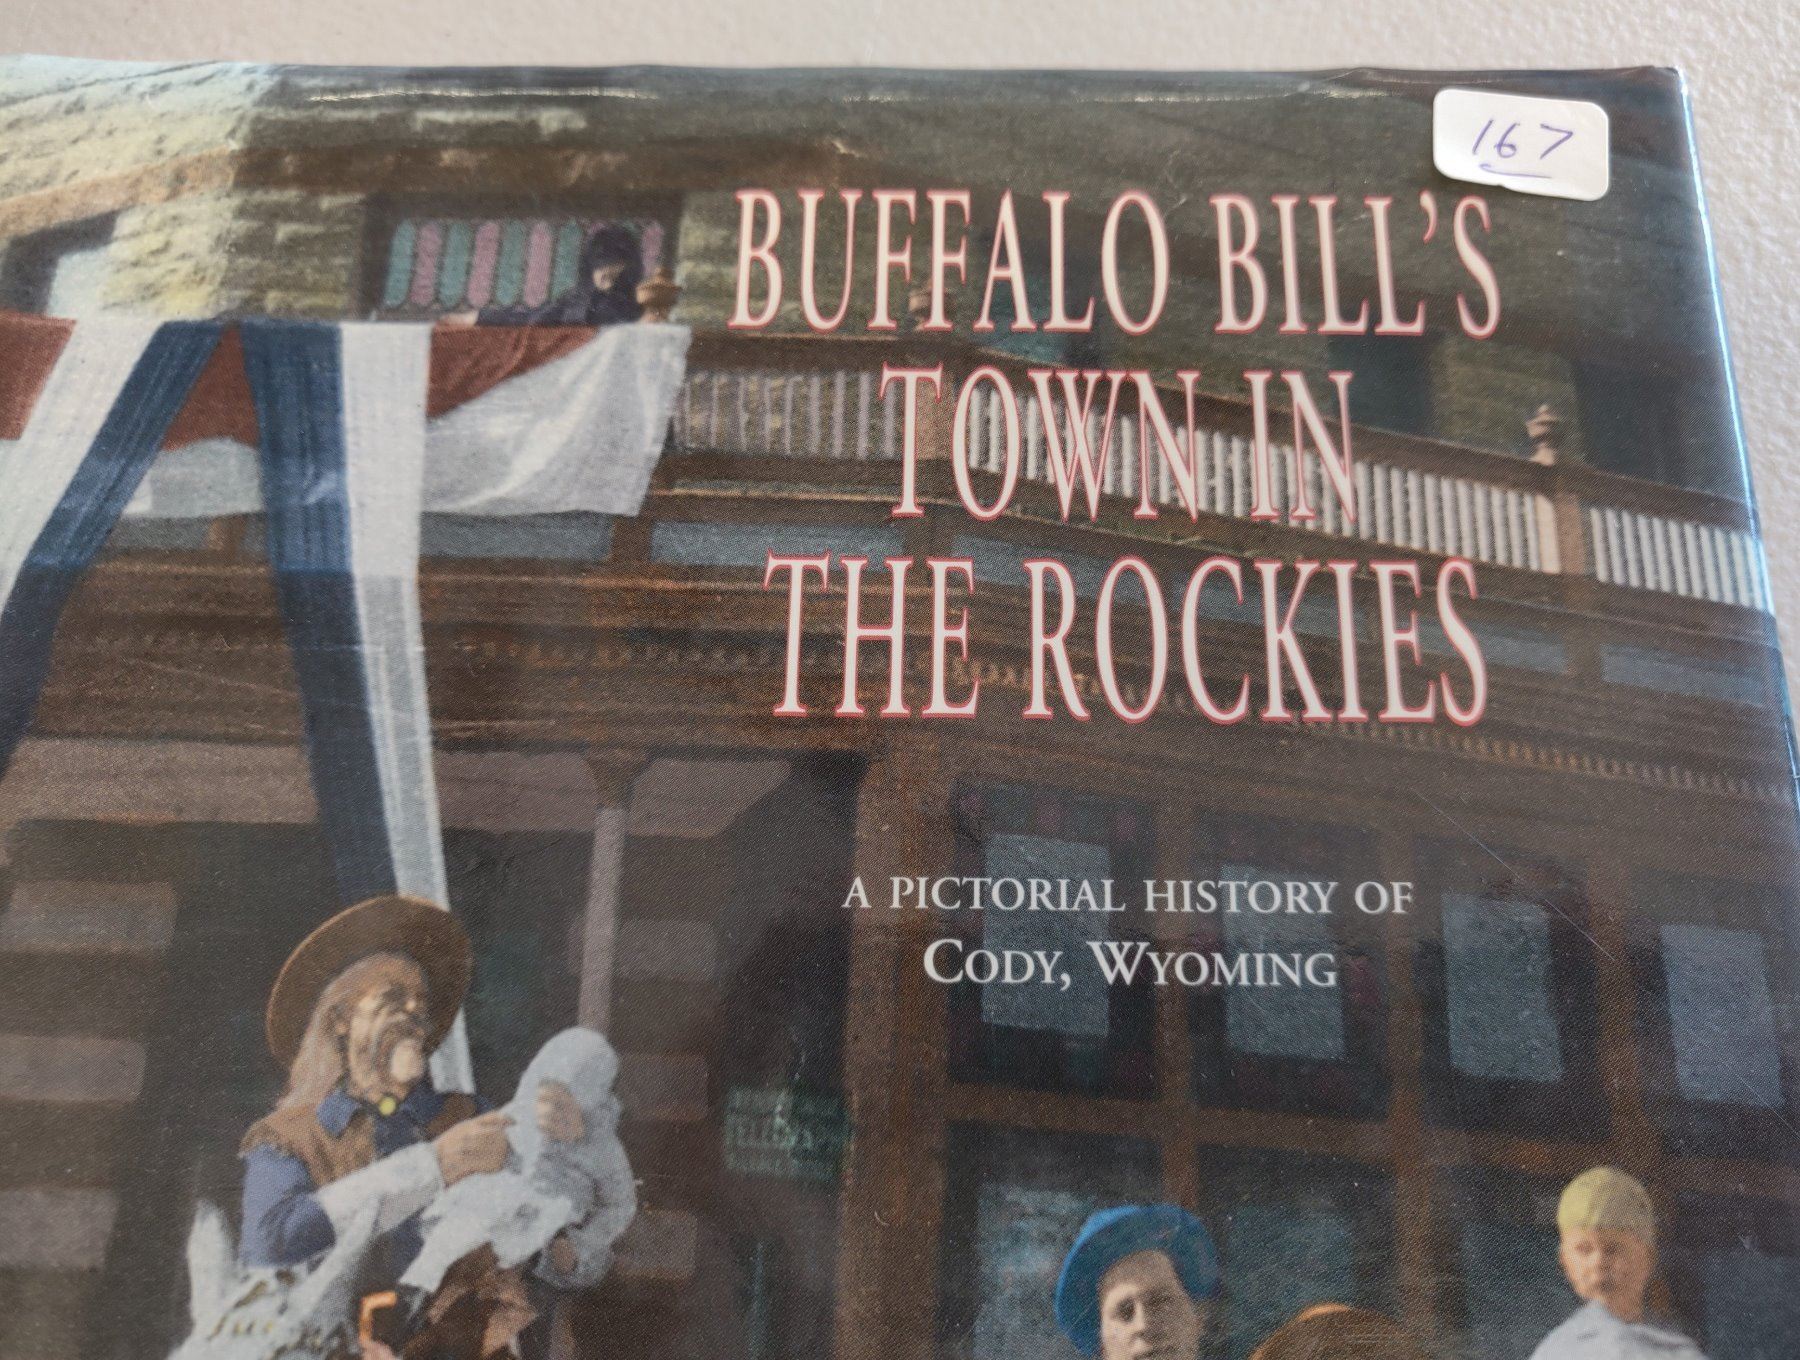 167
BUFFALO BILL'S
TOWN IN
THE ROCKIES
A PICTORIAL HISTORY OF
CODY, WYOMING